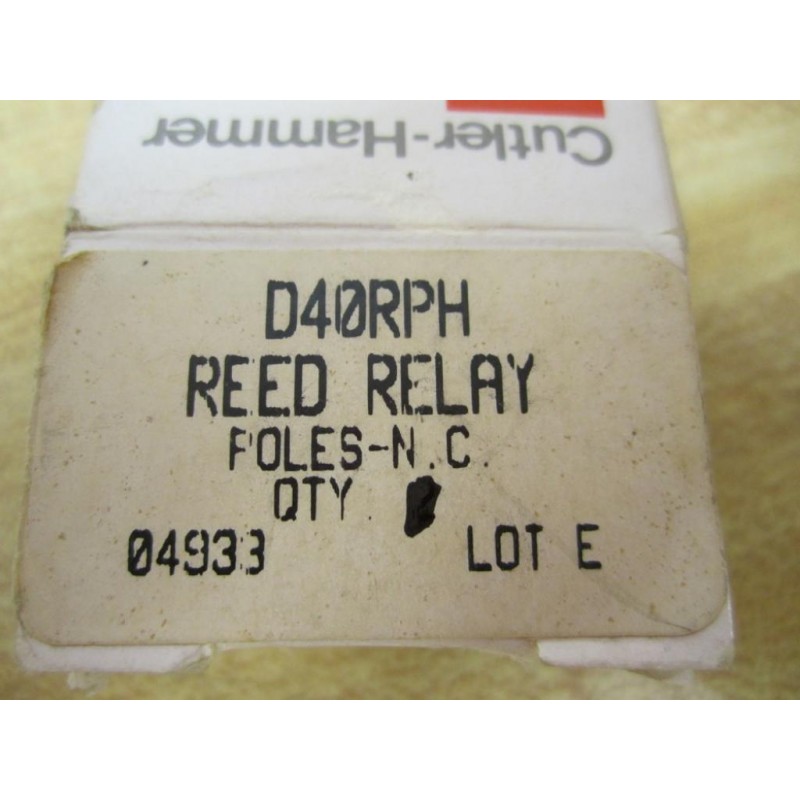 Cutler-Hammer
D40RPH
REED RELAY
POLES-N.C.
QTY.
04933 LOT E